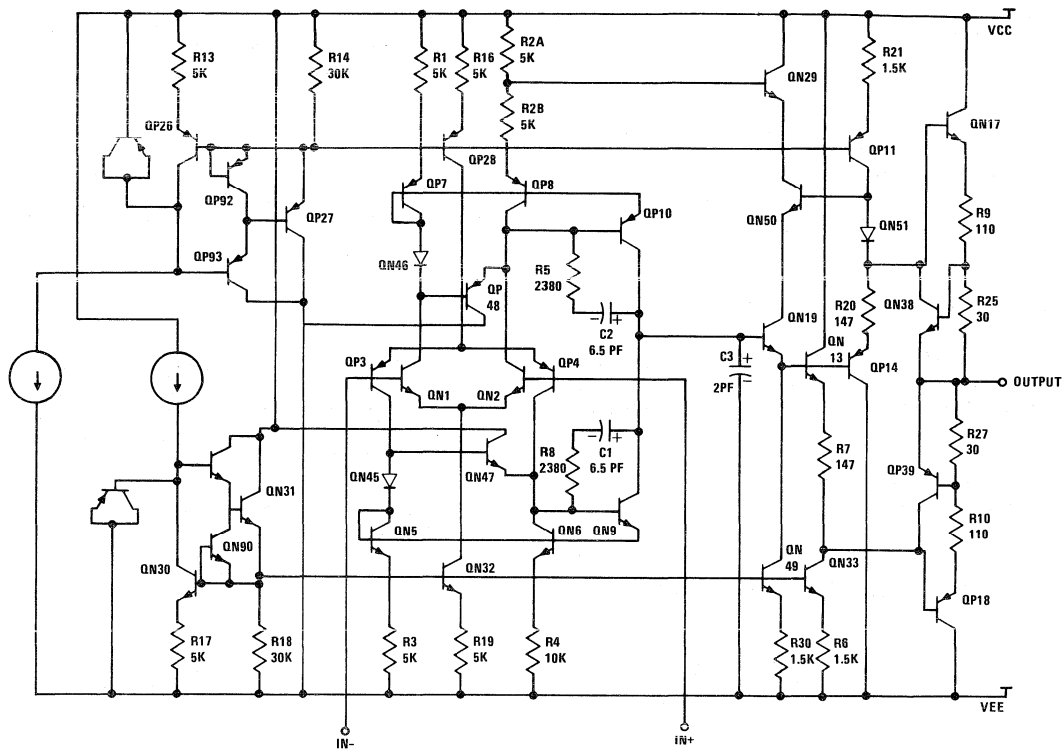 VCC
R13
5K
R14
30K
R1
5K
R16
5K
R2A
5K
R2B
5K
QN29
R21
1.5K
QN17
QP26
QP28
QP11
QP92
QP27
QP7
QP8
QP10
QN50
QN51
R9
110
QP93
QN46
QP
48
R5
2380
C2
6.5 PF
QN38
R20
147
R25
30
QN19
QN
13
QP14
QP3
QN1
QN2
QP4
C3
2PF
OUTPUT
R8
2380
C1
6.5 PF
R7
147
R27
30
QN45
QN47
QP39
QN31
QN5
QN6
QN9
R10
110
QN90
QN30
QN32
QN
49
QN33
QP18
R17
5K
R18
30K
R3
5K
R19
5K
R4
10K
R30
1.5K
R6
1.5K
VEE
IN-
IN+